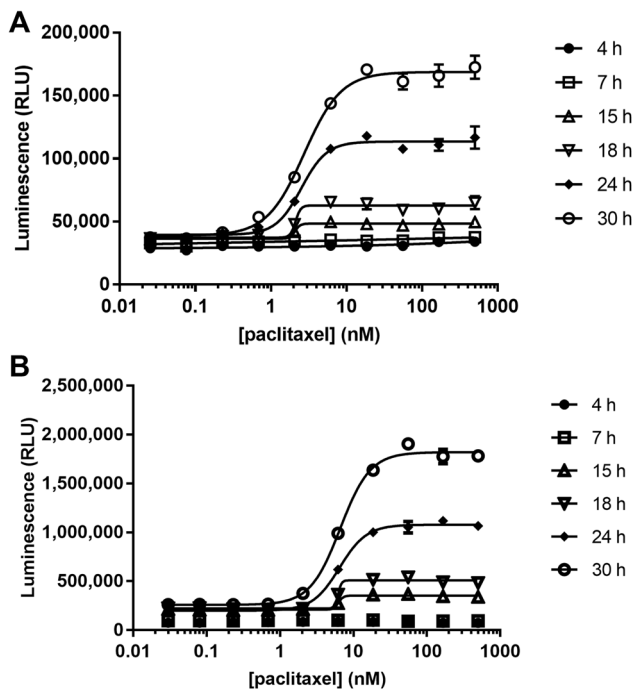 A
Luminescence (RLU)
200,000
150,000
100,000
50,000
0
0.01 0.1 1 10 100 1000
[paclitaxel] (nM)
4 h
7 h
15 h
18 h
24 h
30 h
B
Luminescence (RLU)
2,500,000
2,000,000
1,500,000
1,000,000
500,000
0
0.01 0.1 1 10 100 1000
[paclitaxel] (nM)
4 h
7 h
15 h
18 h
24 h
30 h